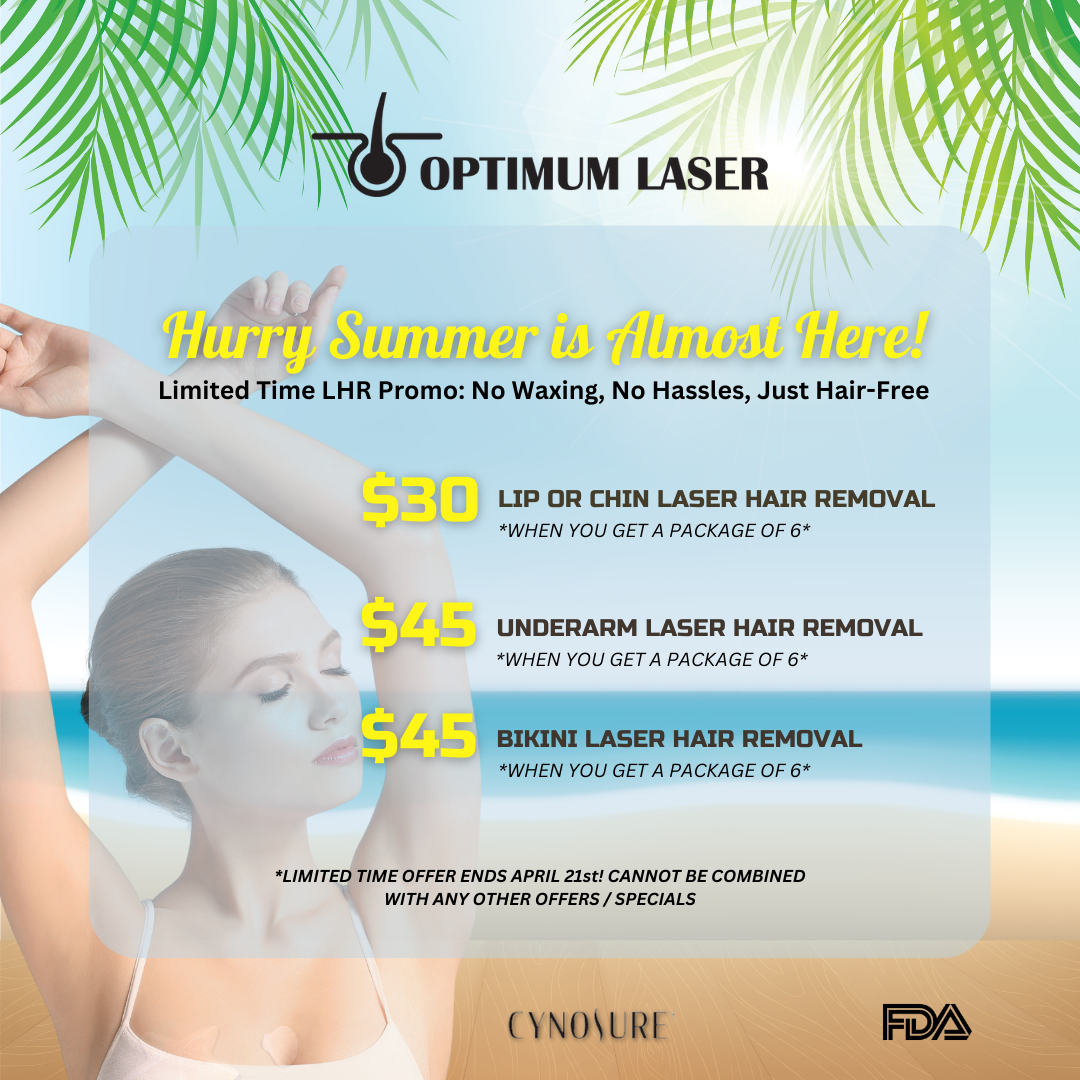 OPTIMUM LASER
Hurry Summer is Almost Here!
Limited Time LHR Promo: No Waxing, No Hassles, Just Hair-Free
$30 LIP OR CHIN LASER HAIR REMOVAL
*WHEN YOU GET A PACKAGE OF 6*
$45 UNDERARM LASER HAIR REMOVAL
*WHEN YOU GET A PACKAGE OF 6*
$45 BIKINI LASER HAIR REMOVAL
*WHEN YOU GET A PACKAGE OF 6*
*LIMITED TIME OFFER ENDS APRIL 21st! CANNOT BE COMBINED
WITH ANY OTHER OFFERS / SPECIALS
CYNOSURE
FDA